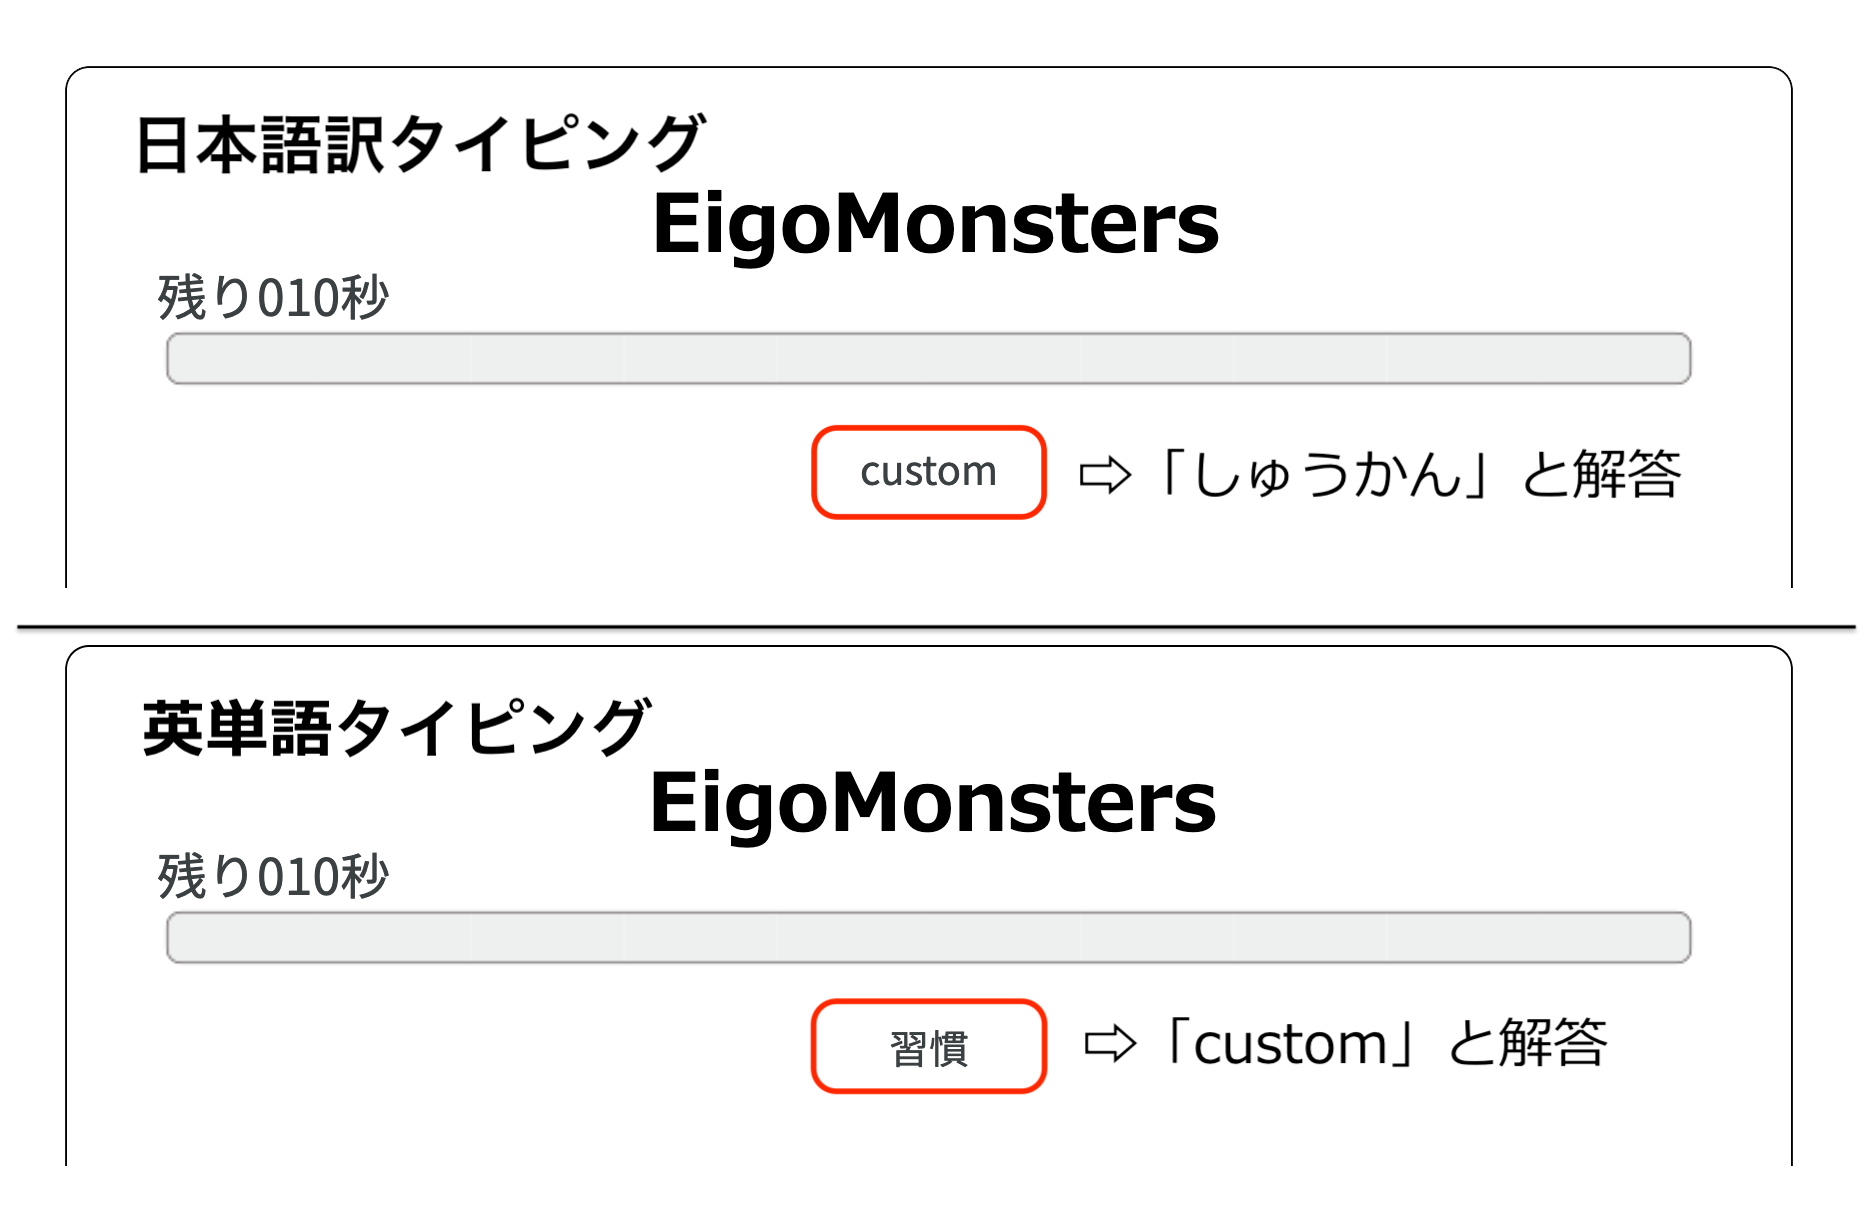 日本語訳タイピング
EigoMonsters
残り010秒
custom ⇨「しゅうかん」と解答
英単語タイピング
EigoMonsters
残り010秒
習慣 ⇨「custom」と解答